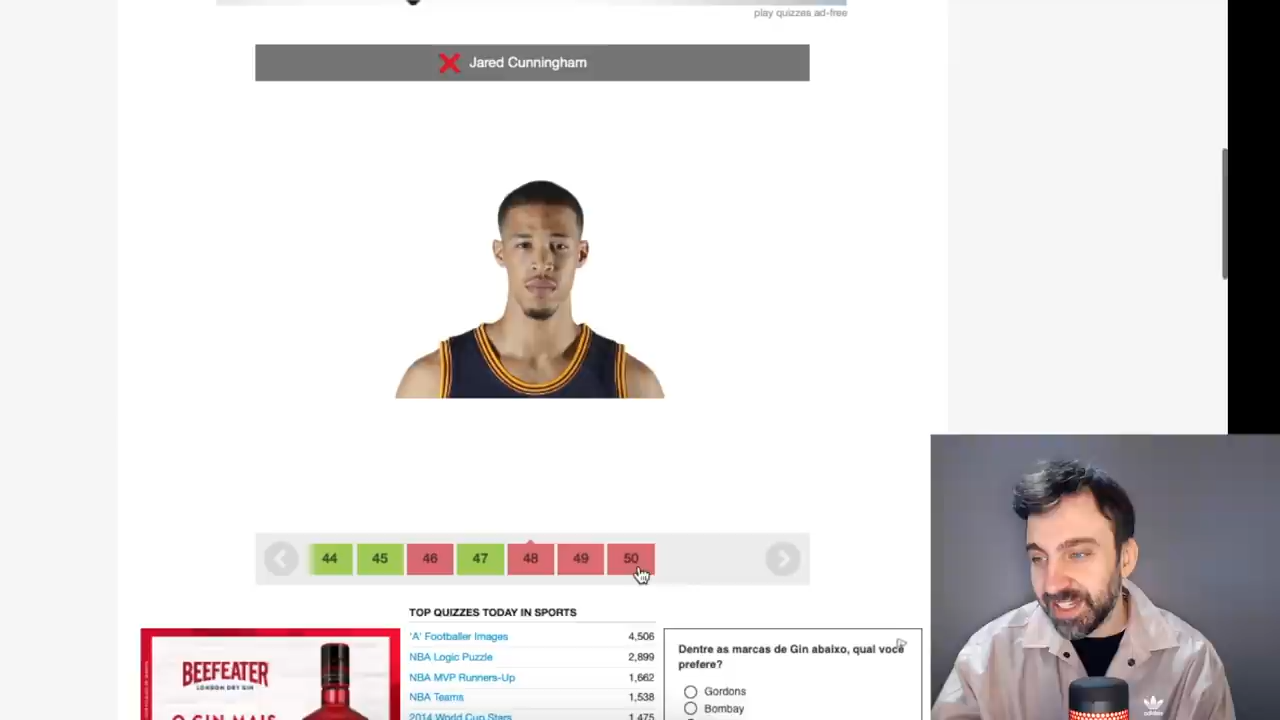 play quizzes ad-free
Jared Cunningham
44 45 46 47 48 49 50
TOP QUIZZES TODAY IN SPORTS
'A' Footballer Images 4,506
NBA Logic Puzzle 2,899
NBA MVP Runners-Up 1,662
NBA Teams 1,538
2014 World Cup Stars 1,475
BEEFEATER
LONDON DRY GIN
O GIN MAIS
Dentre as marcas de Gin abaixo, qual você
prefere?
Gordons
Bombay
adidas